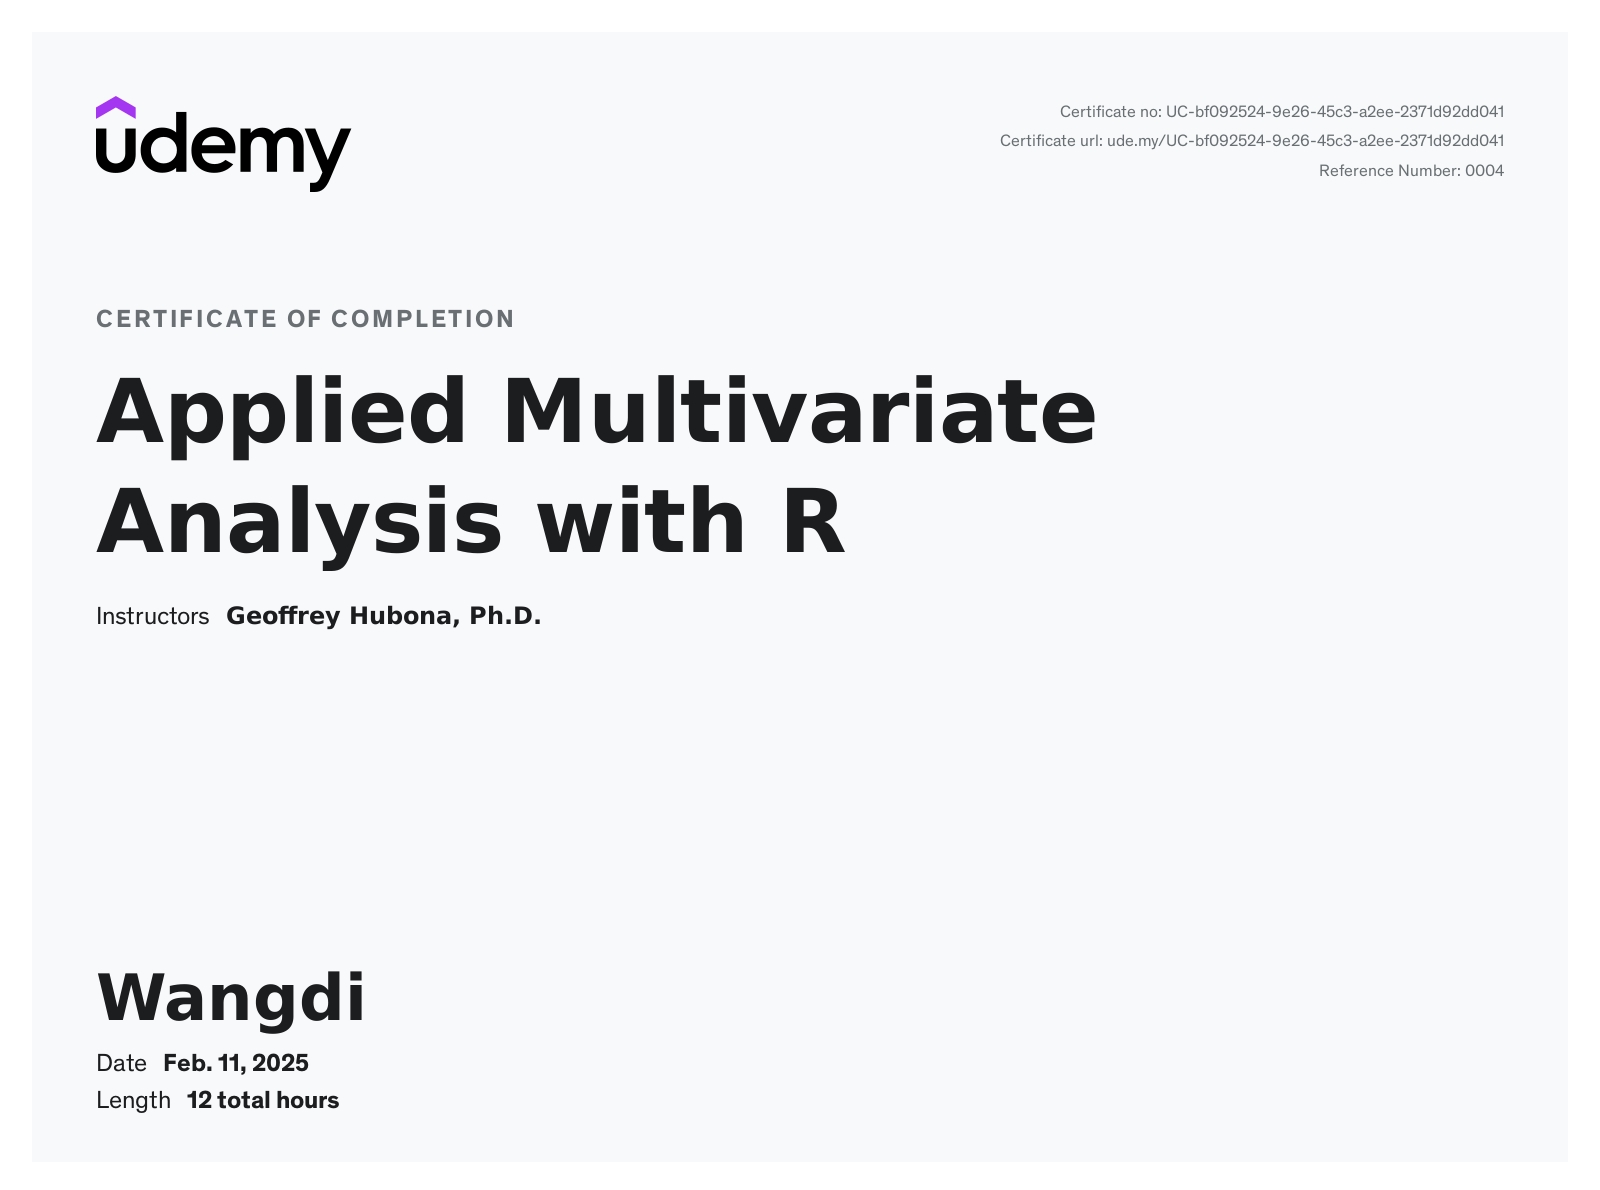 udemy
Certificate no: UC-bf092524-9e26-45c3-a2ee-2371d92dd041
Certificate url: ude.my/UC-bf092524-9e26-45c3-a2ee-2371d92dd041
Reference Number: 0004
CERTIFICATE OF COMPLETION
Applied Multivariate
Analysis with R
Instructors Geoffrey Hubona, Ph.D.
Wangdi
Date Feb. 11, 2025
Length 12 total hours